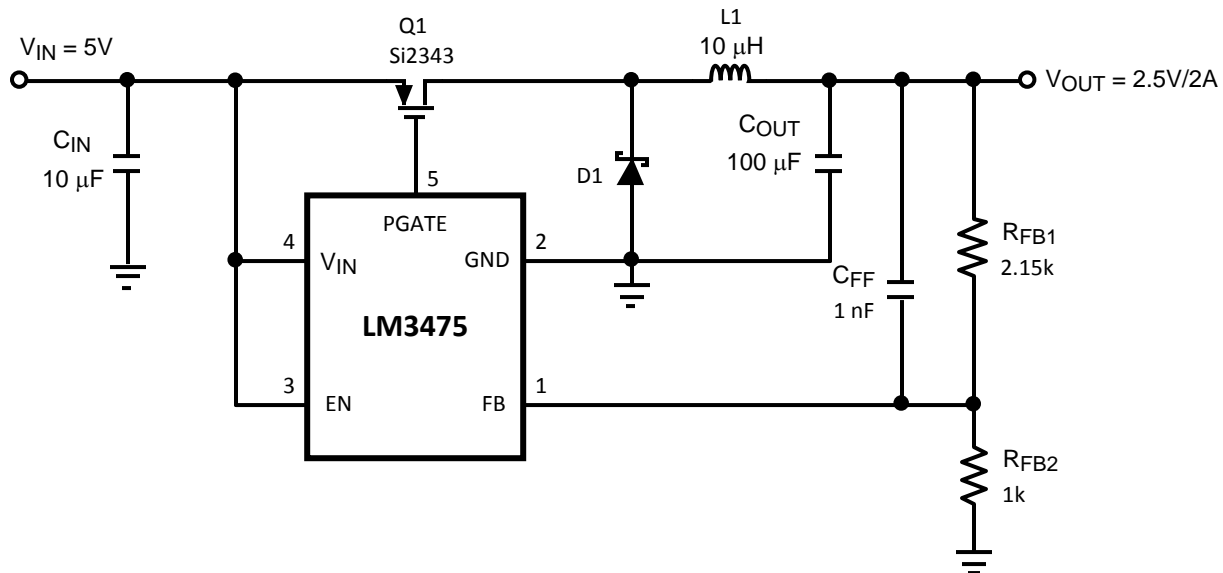 V_IN = 5V
Q1
Si2343
L1
10 µH
V_OUT = 2.5V/2A
C_IN
10 µF
C_OUT
100 µF
D1
5
PGATE
4
V_IN
GND
2
LM3475
3
EN
FB
1
C_FF
1 nF
R_FB1
2.15k
R_FB2
1k